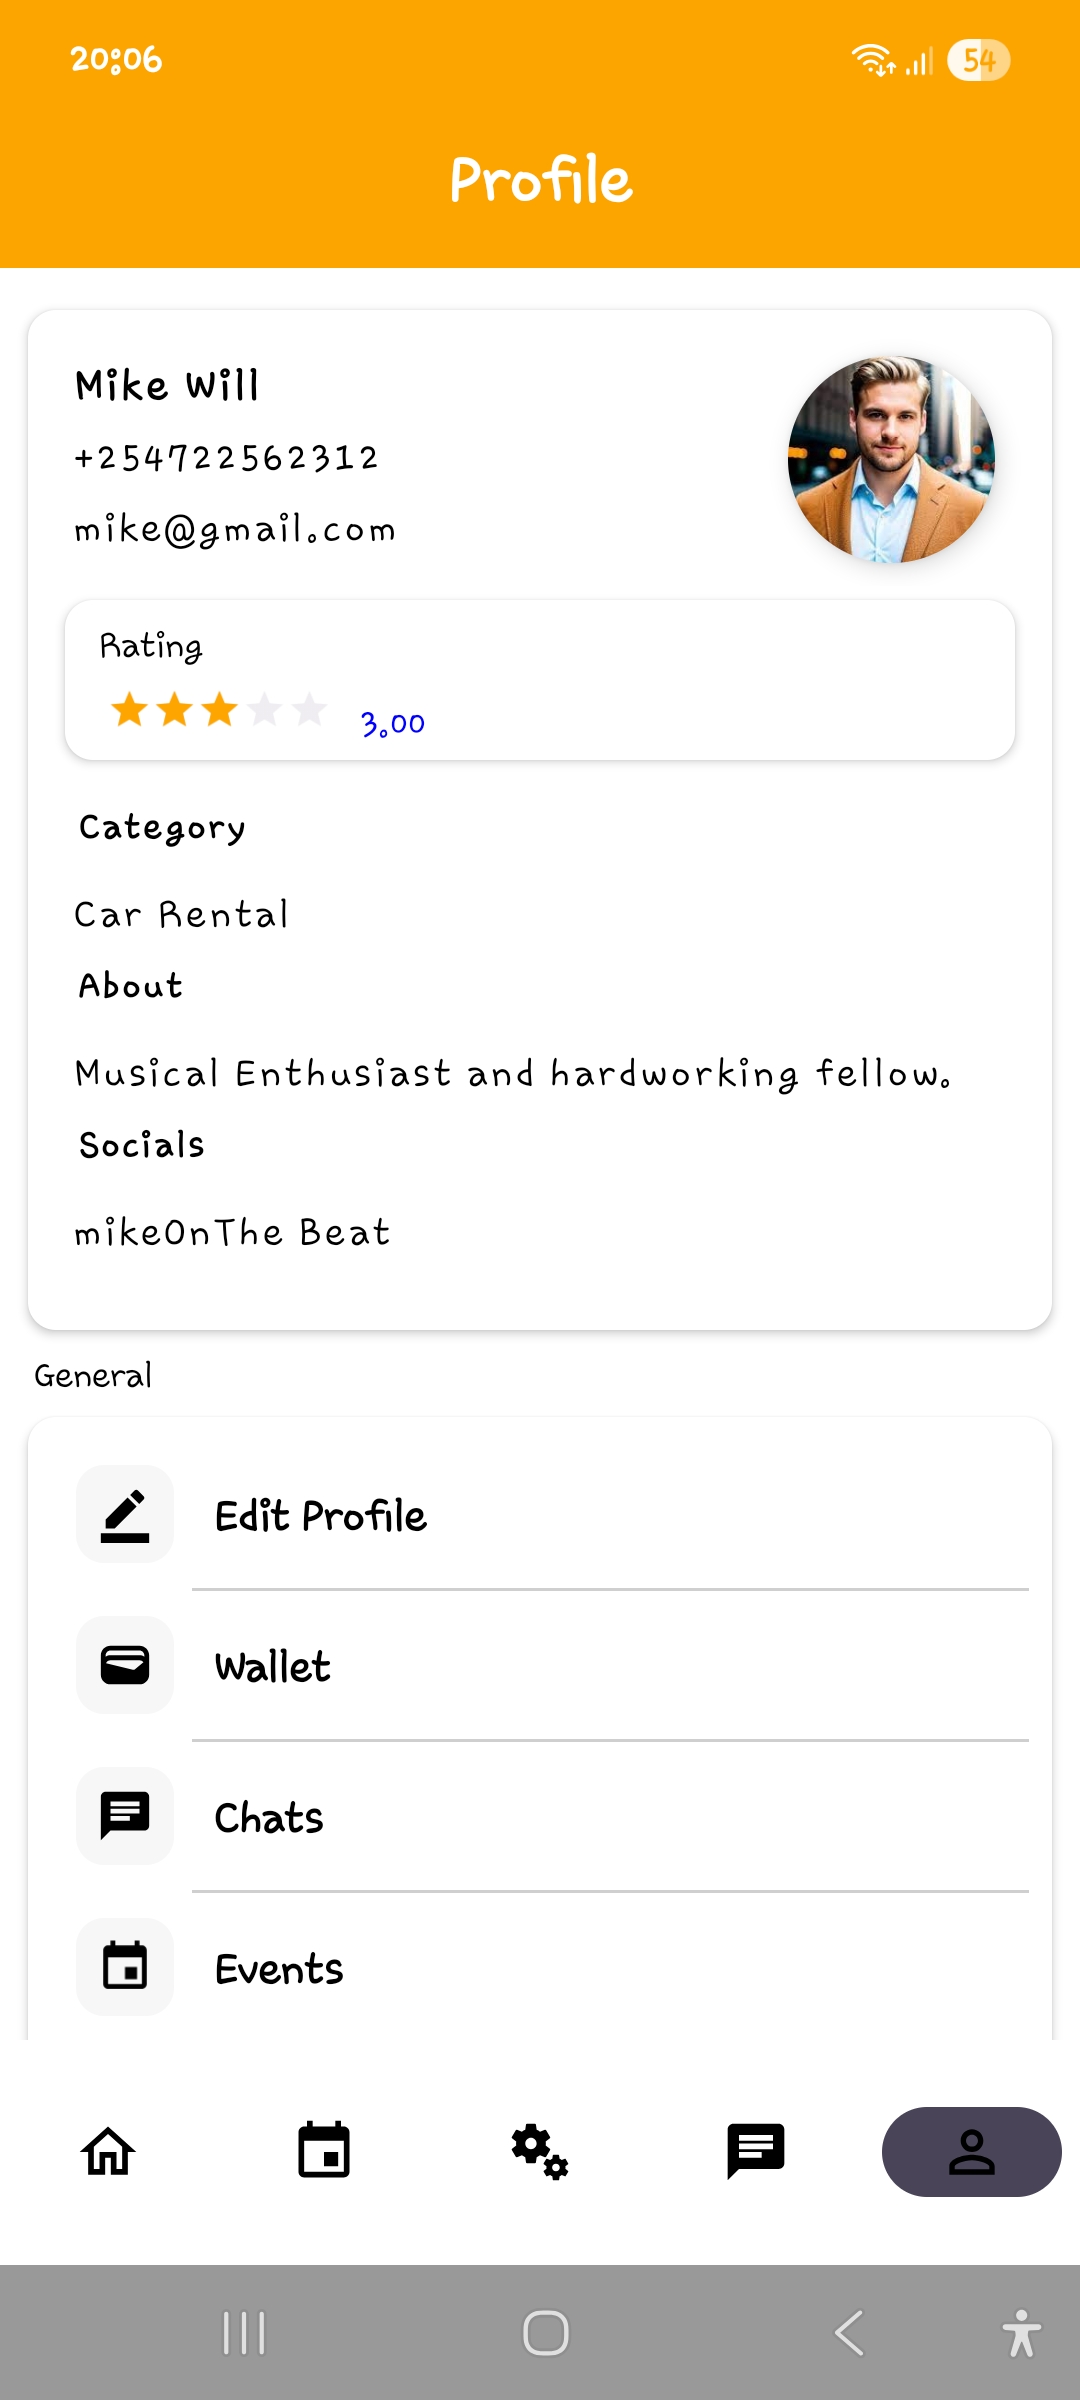 20:06
54
Profile
Mike Will
+254722562312
mike@gmail.com
Rating
3.00
Category
Car Rental
About
Musical Enthusiast and hardworking fellow.
Socials
mikeOnThe Beat
General
Edit Profile
Wallet
Chats
Events